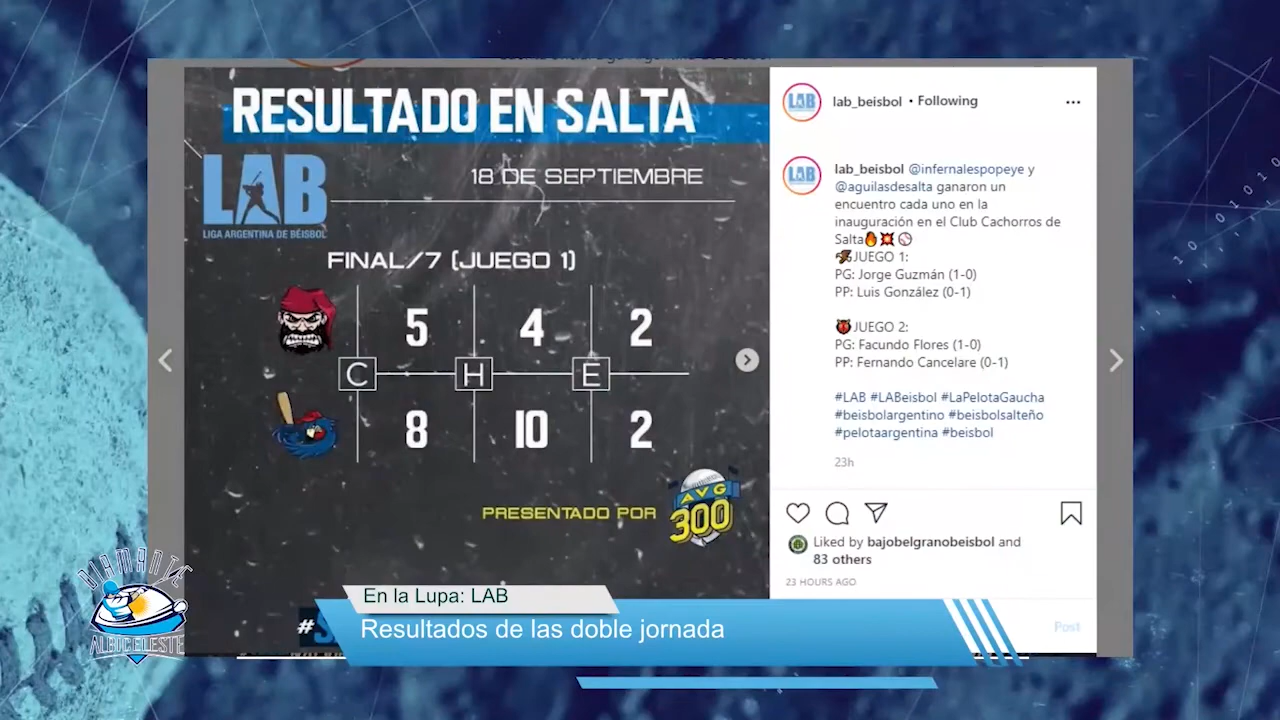 RESULTADO EN SALTA
18 DE SEPTIEMBRE
LAB
LIGA ARGENTINA DE BÉISBOL
FINAL/7 (JUEGO 1)
5 4 2
C H E
8 10 2
PRESENTADO POR
AVG
300
LAB
lab_beisbol • Following
LAB
lab_beisbol @infernalespopeye y
@aguilasdesalta ganaron un
encuentro cada uno en la
inauguración en el Club Cachorros de
Salta🔥💥⚾
JUEGO 1:
PG: Jorge Guzmán (1-0)
PP: Luis González (0-1)
JUEGO 2:
PG: Facundo Flores (1-0)
PP: Fernando Cancelare (0-1)
#LAB #LABeisbol #LaPelotaGaucha
#beisbolargentino #beisbolsalteño
#pelotaargentina #beisbol
23h
Liked by bajobelgranobeisbol and
83 others
23 HOURS AGO
Post
DIAMANTE
ALBICELESTE
En la Lupa: LAB
Resultados de las doble jornada